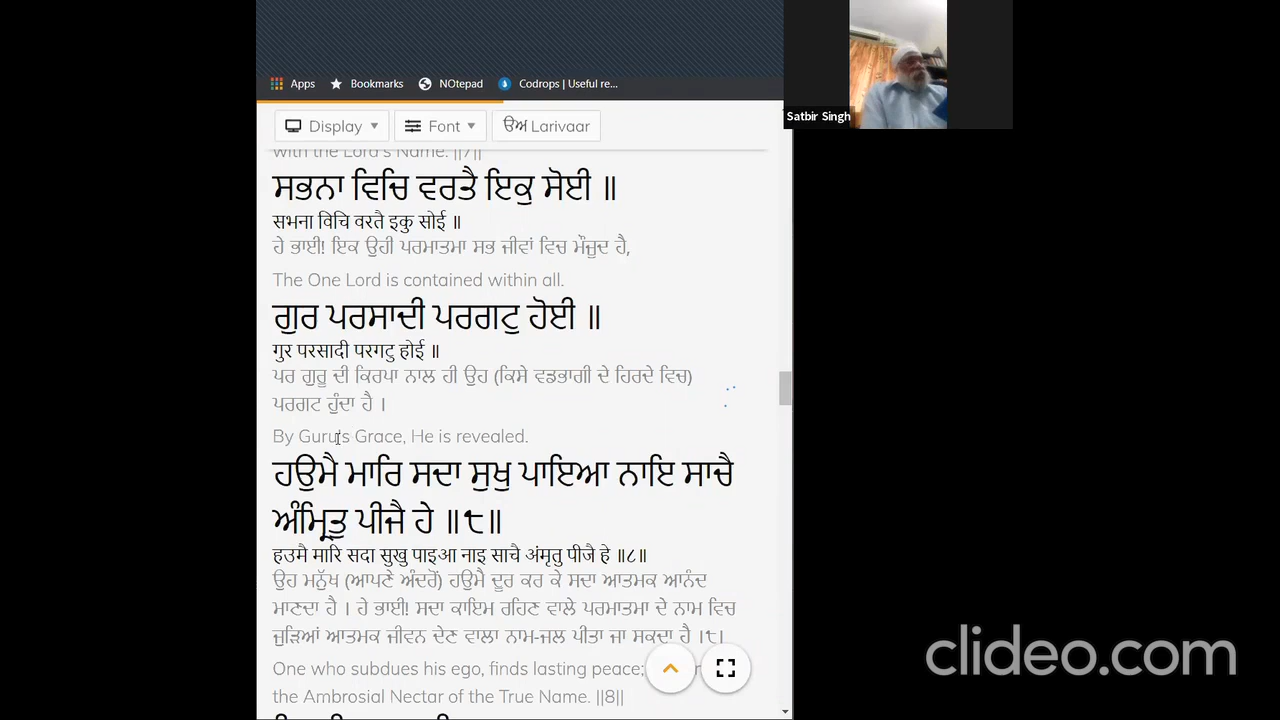 Apps Bookmarks NOtepad Codrops | Useful re...
Satbir Singh
Display Font ੳਅ Larivaar
with the Lord's Name. ||7||
ਸਭਨਾ ਵਿਚਿ ਵਰਤੈ ਇਕੁ ਸੋਈ ॥
सभना विचि वरतै इकु सोई ॥
ਹੇ ਭਾਈ! ਇਕ ਉਹੀ ਪਰਮਾਤਮਾ ਸਭ ਜੀਵਾਂ ਵਿਚ ਮੌਜੂਦ ਹੈ,
The One Lord is contained within all.
ਗੁਰ ਪਰਸਾਦੀ ਪਰਗਟੁ ਹੋਈ ॥
गुर परसादी परगटु होई ॥
ਪਰ ਗੁਰੂ ਦੀ ਕਿਰਪਾ ਨਾਲ ਹੀ ਉਹ (ਕਿਸੇ ਵਡਭਾਗੀ ਦੇ ਹਿਰਦੇ ਵਿਚ)
ਪਰਗਟ ਹੁੰਦਾ ਹੈ ।
By Guru's Grace, He is revealed.
ਹਉਮੈ ਮਾਰਿ ਸਦਾ ਸੁਖੁ ਪਾਇਆ ਨਾਇ ਸਾਚੈ
ਅੰਮ੍ਰਿਤੁ ਪੀਜੈ ਹੇ ॥੮॥
हउमै मारि सदा सुखु पाइआ नाइ साचै अंमृतु पीजै हे ॥८॥
ਉਹ ਮਨੁੱਖ (ਆਪਣੇ ਅੰਦਰੋਂ) ਹਉਮੈ ਦੂਰ ਕਰ ਕੇ ਸਦਾ ਆਤਮਕ ਆਨੰਦ
ਮਾਣਦਾ ਹੈ । ਹੇ ਭਾਈ! ਸਦਾ ਕਾਇਮ ਰਹਿਣ ਵਾਲੇ ਪਰਮਾਤਮਾ ਦੇ ਨਾਮ ਵਿਚ
ਜੁੜਿਆਂ ਆਤਮਕ ਜੀਵਨ ਦੇਣ ਵਾਲਾ ਨਾਮ-ਜਲ ਪੀਤਾ ਜਾ ਸਕਦਾ ਹੈ ।੮।
One who subdues his ego, finds lasting peace;
the Ambrosial Nectar of the True Name. ||8||
clideo.com